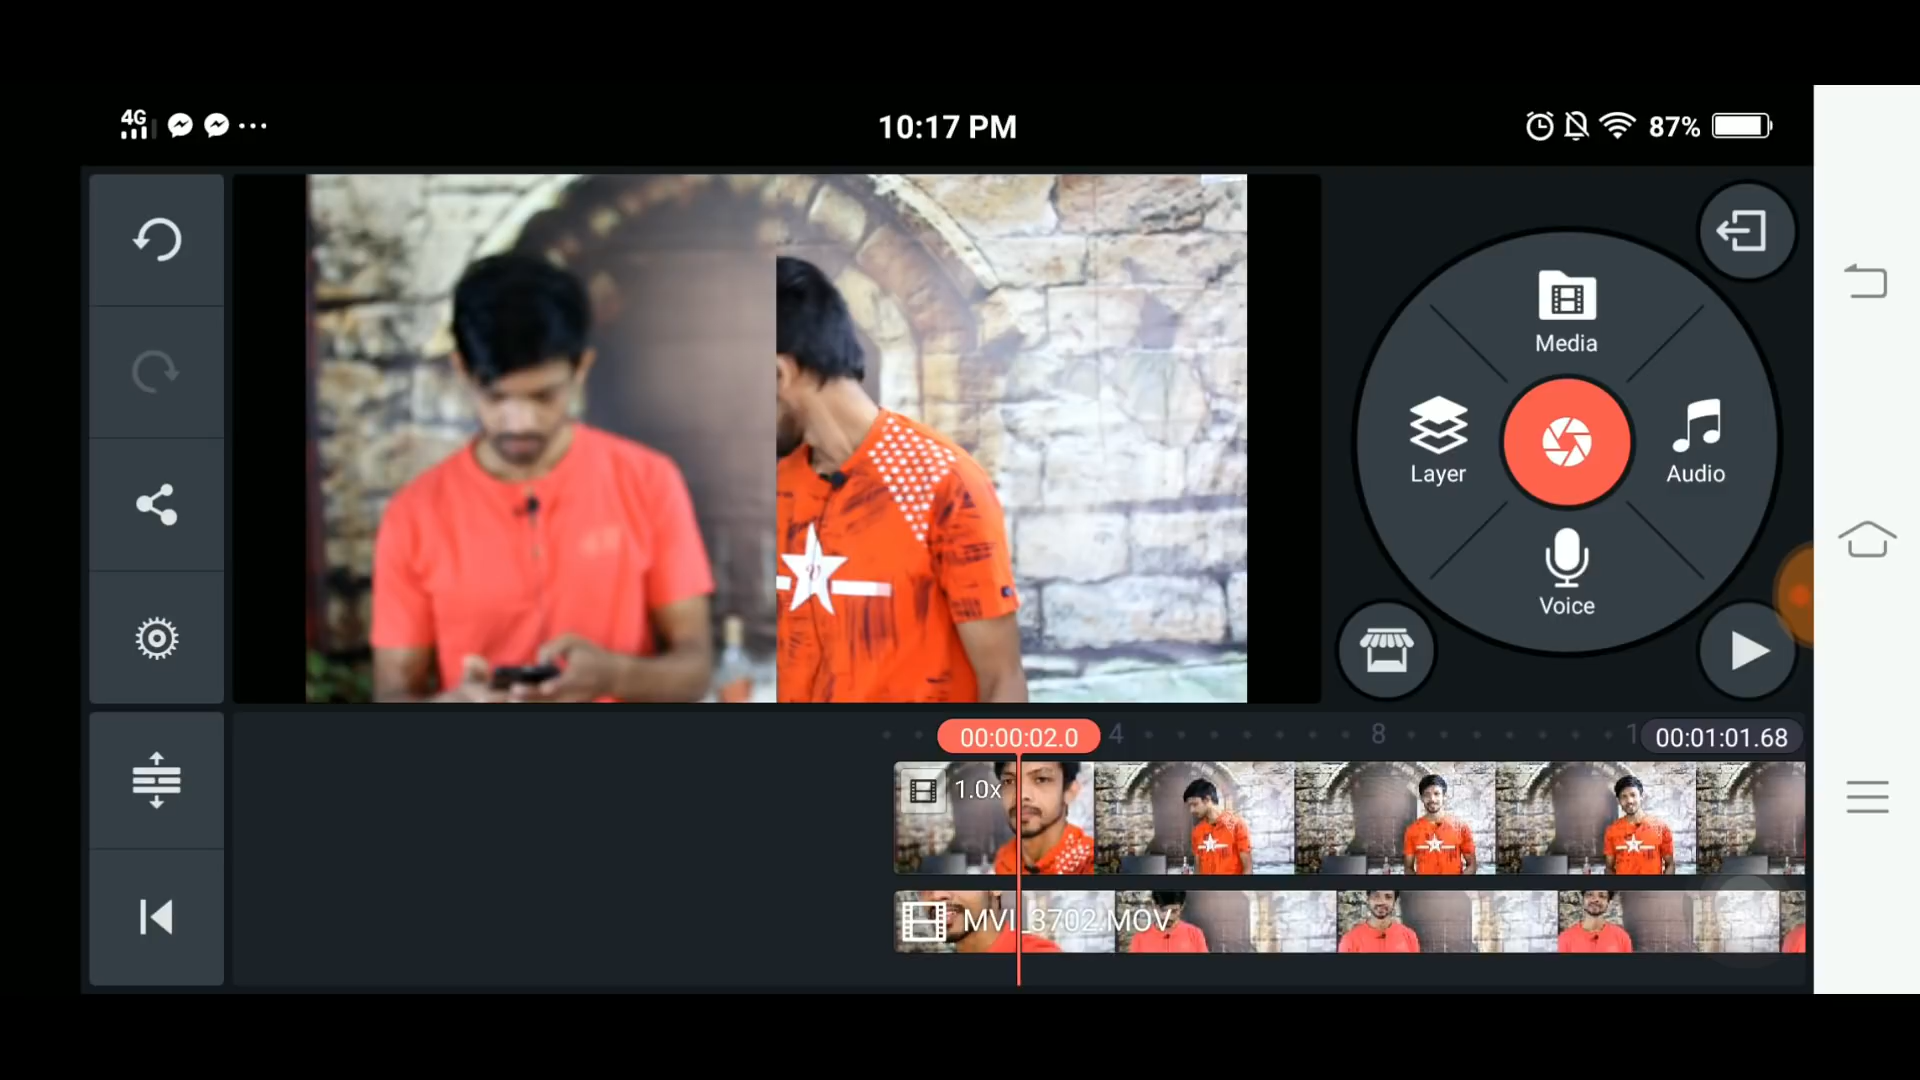 4G
10:17 PM
87%
Media
Layer
Audio
Voice
00:00:02.0
4
8
1
00:01:01.68
1.0x
MVI_3702.MOV